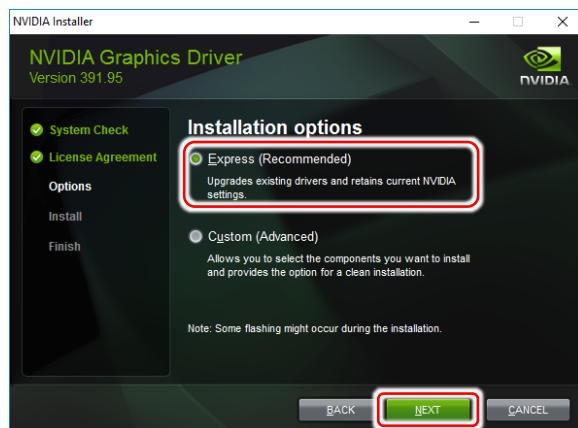 NVIDIA Installer
NVIDIA Graphics Driver
Version 391.95
NVIDIA
System Check
License Agreement
Options
Install
Finish
Installation options
Express (Recommended)
Upgrades existing drivers and retains current NVIDIA
settings.
Custom (Advanced)
Allows you to select the components you want to install
and provides the option for a clean installation.
Note: Some flashing might occur during the installation.
BACK
NEXT
CANCEL